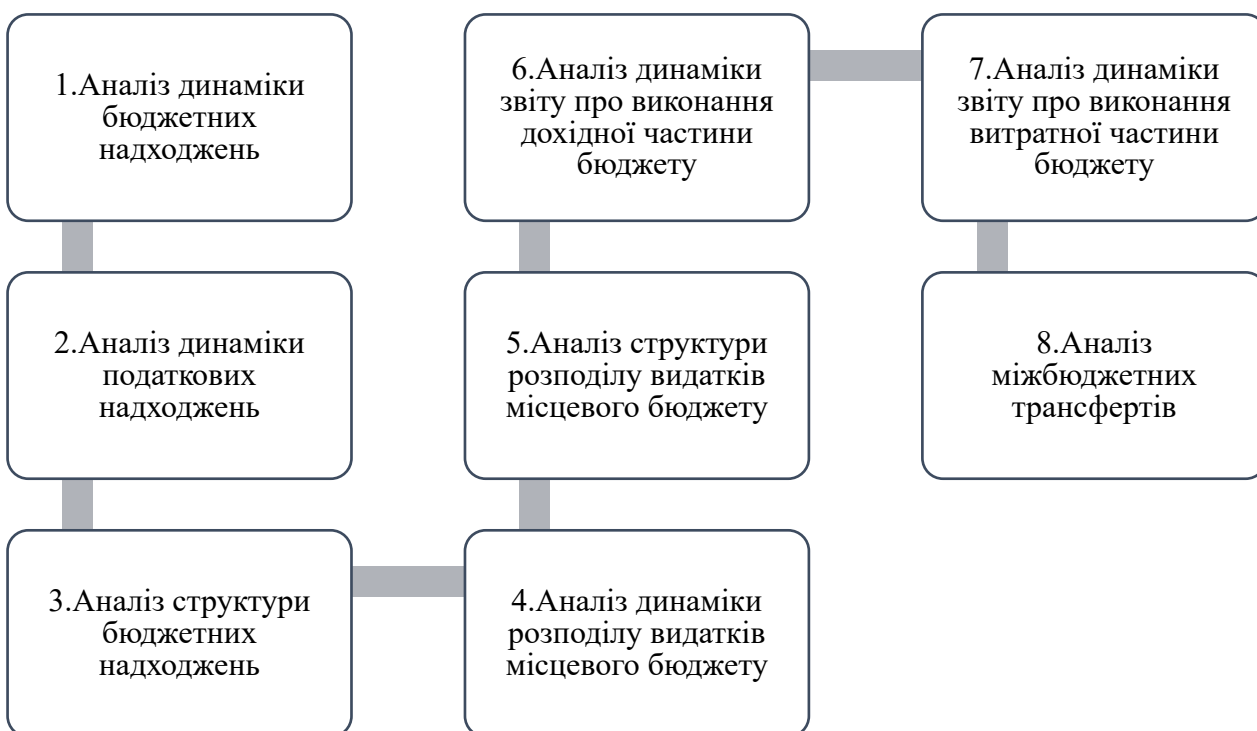 1.Аналіз динаміки
бюджетних
надходжень
2.Аналіз динаміки
податкових
надходжень
3.Аналіз структури
бюджетних
надходжень
4.Аналіз динаміки
розподілу видатків
місцевого бюджету
5.Аналіз структури
розподілу видатків
місцевого бюджету
6.Аналіз динаміки
звіту про виконання
дохідної частини
бюджету
7.Аналіз динаміки
звіту про виконання
витратної частини
бюджету
8.Аналіз
міжбюджетних
трансфертів